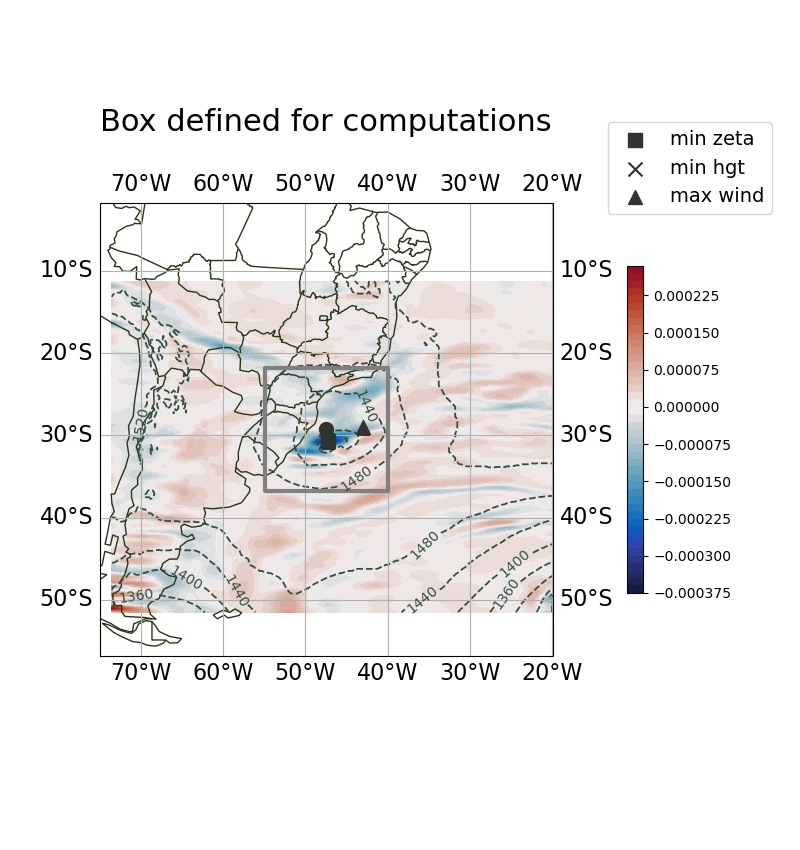 Box defined for computations
min zeta
min hgt
max wind
70°W 60°W 50°W 40°W 20°W
10°S 10°S
20°S 20°S
30°S 30°S
40°S 40°S
50°S 50°S
70°W 60°W 50°W 40°W 30°W 20°W
1520
1440
1480
1480
1400
1360
1440
1440
1400
1360
0.000225
0.000150
0.000075
0.000000
−0.000075
−0.000150
−0.000225
−0.000300
−0.000375